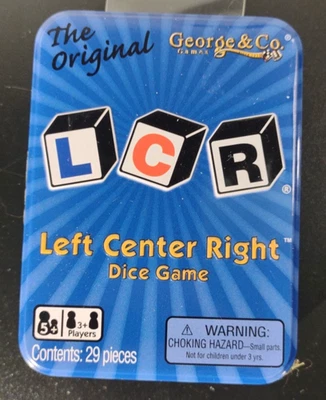 The
Original
George & Co.
Games
L C R ®
Left Center Right™
Dice Game
5+
3+
Players
⚠ WARNING:
CHOKING HAZARD—Small parts.
Not for children under 3 yrs.
Contents: 29 pieces